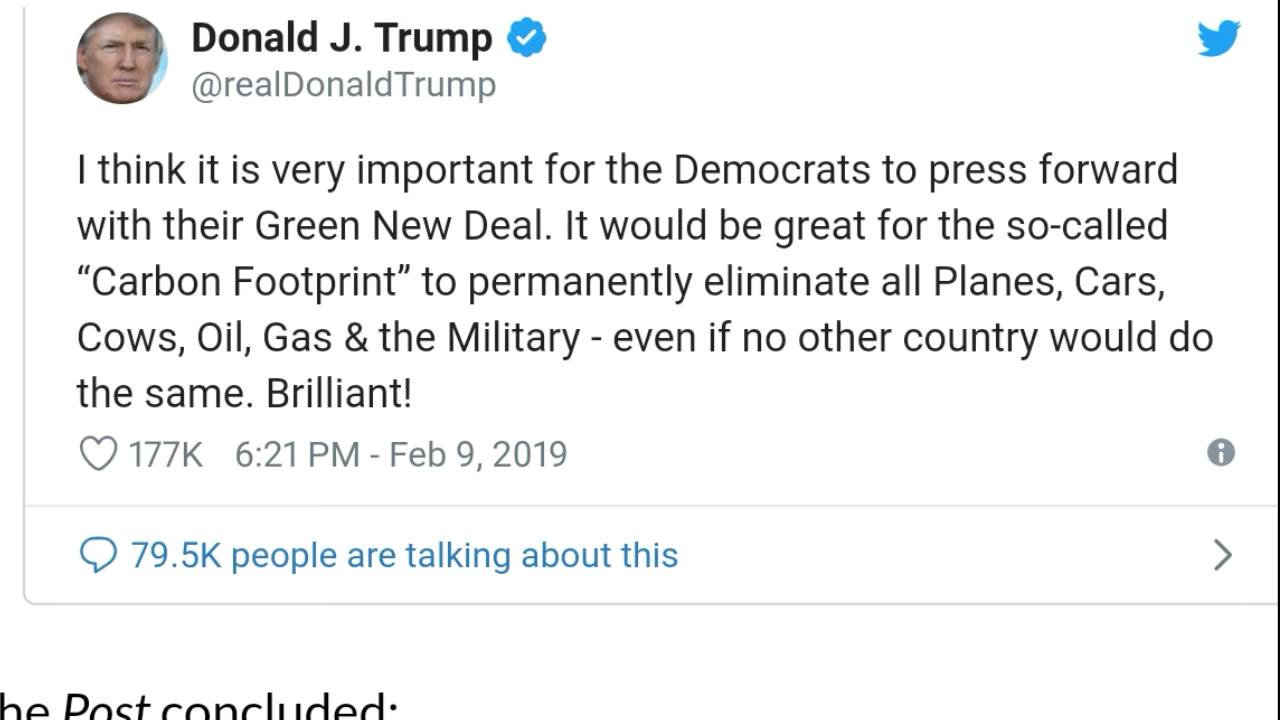 Donald J. Trump
@realDonaldTrump
I think it is very important for the Democrats to press forward
with their Green New Deal. It would be great for the so-called
“Carbon Footprint” to permanently eliminate all Planes, Cars,
Cows, Oil, Gas & the Military - even if no other country would do
the same. Brilliant!
177K 6:21 PM - Feb 9, 2019
79.5K people are talking about this
he Post concluded: